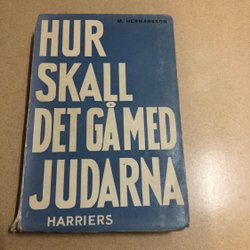 M. HERMANSSON
HUR
SKALL
DET GÅ MED
JUDARNA
HARRIERS